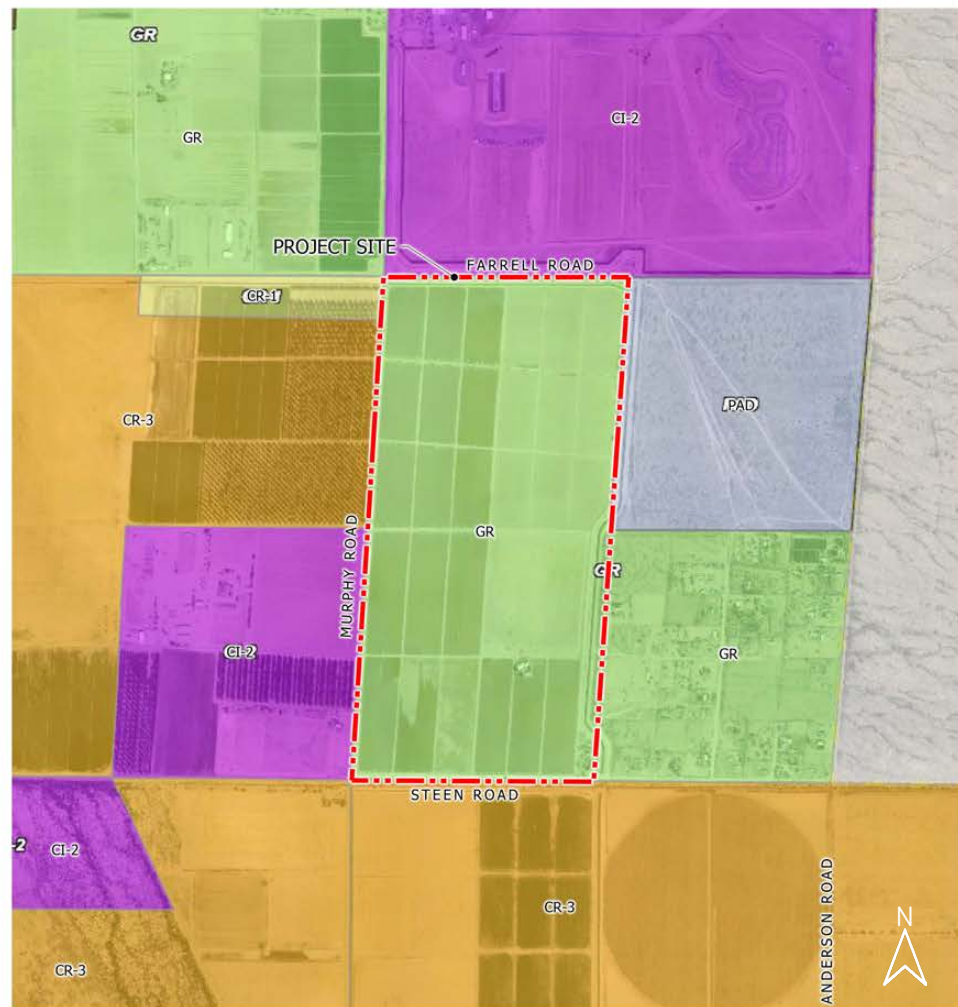 GR
GR
CI-2
PROJECT SITE
FARRELL ROAD
CR-1
CR-3
PAD
MURPHY ROAD
GR
GR
GR
CI-2
STEEN ROAD
-2
CI-2
CR-3
CR-3
ANDERSON ROAD
N